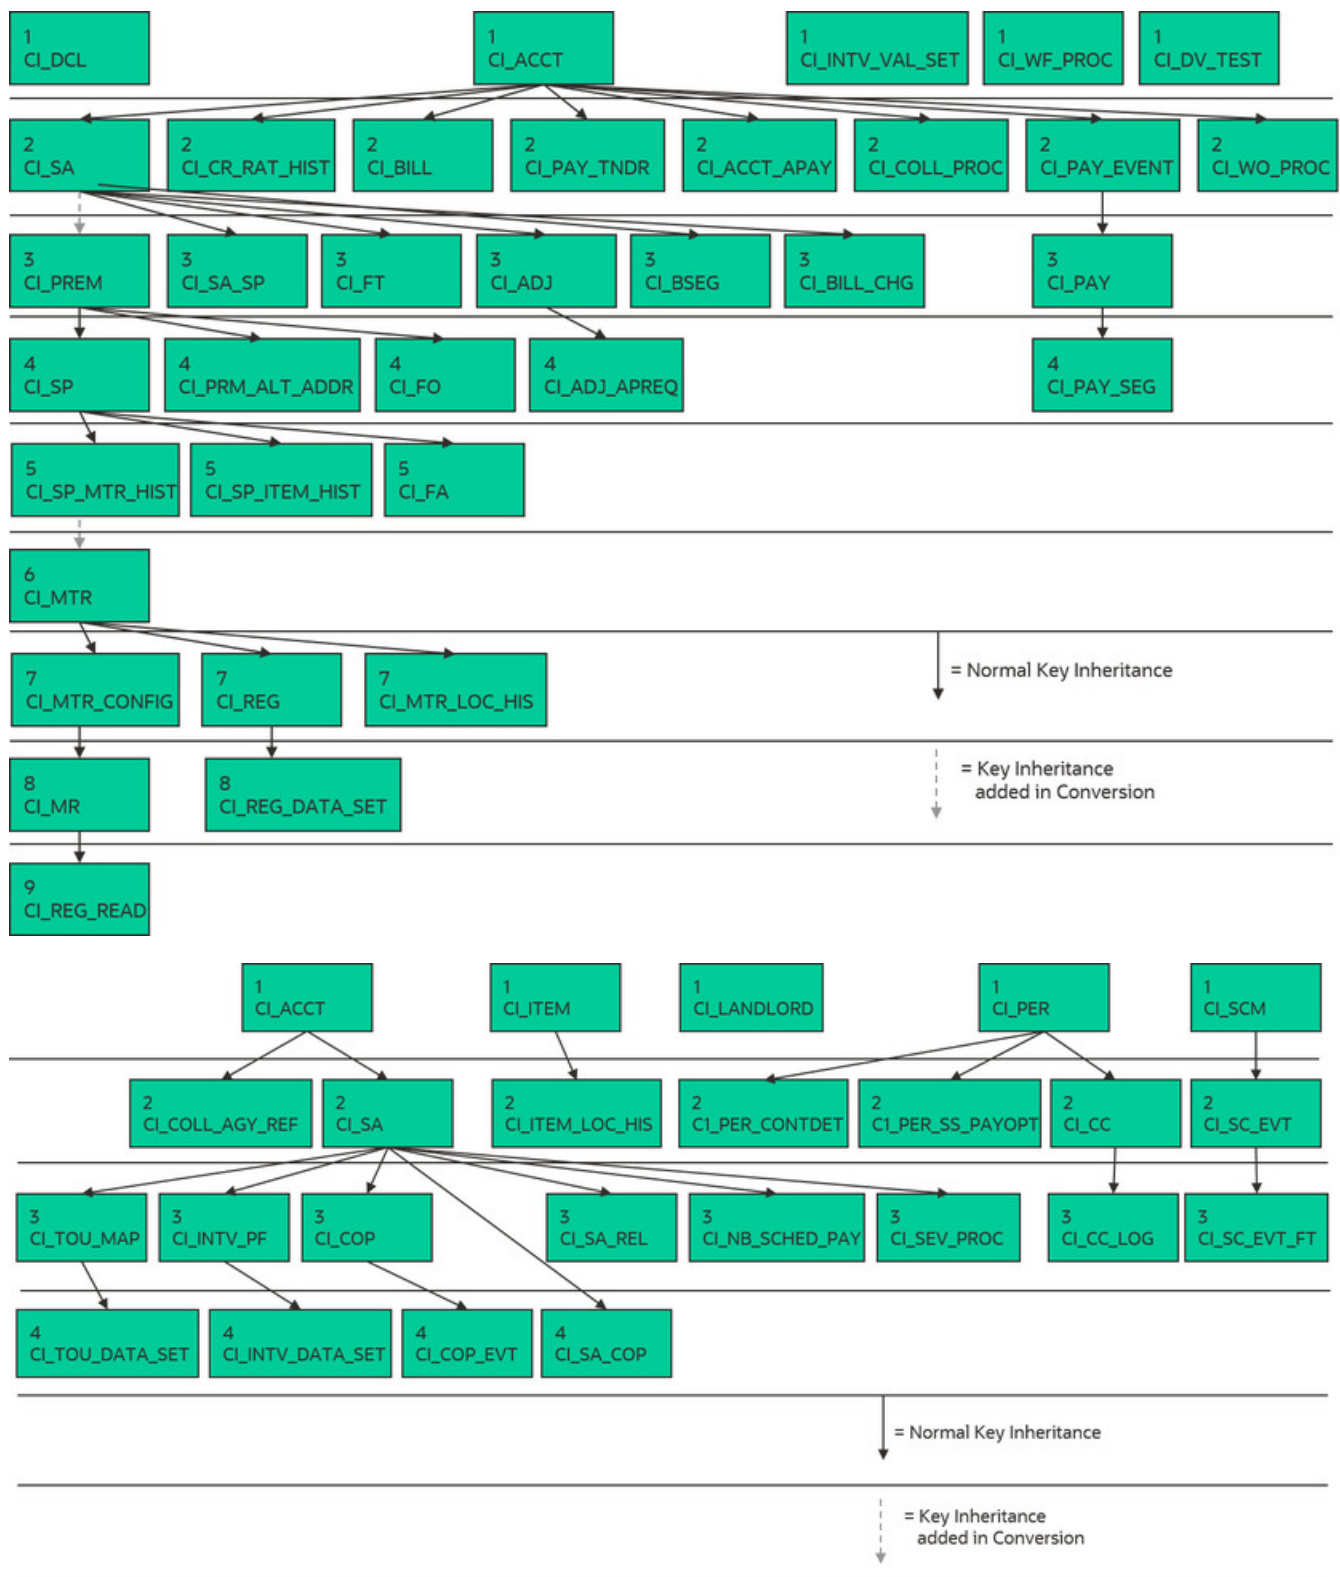 1
CI_DCL
1
CI_ACCT
1
CI_INTV_VAL_SET
1
CI_WF_PROC
1
CI_DV_TEST
2
CI_SA
2
CI_CR_RAT_HIST
2
CI_BILL
2
CI_PAY_TNDR
2
CI_ACCT_APAY
2
CI_COLL_PROC
2
CI_PAY_EVENT
2
CI_WO_PROC
3
CI_PREM
3
CI_SA_SP
3
CI_FT
3
CI_ADJ
3
CI_BSEG
3
CI_BILL_CHG
3
CI_PAY
4
CI_SP
4
CI_PRM_ALT_ADDR
4
CI_FO
4
CI_ADJ_APREQ
4
CI_PAY_SEG
5
CI_SP_MTR_HIST
5
CI_SP_ITEM_HIST
5
CI_FA
6
CI_MTR
7
CI_MTR_CONFIG
7
CI_REG
7
CI_MTR_LOC_HIS
= Normal Key Inheritance
8
CI_MR
8
CI_REG_DATA_SET
= Key Inheritance
added in Conversion
9
CI_REG_READ
1
CI_ACCT
1
CI_ITEM
1
CI_LANDLORD
1
CI_PER
1
CI_SCM
2
CI_COLL_AGY_REF
2
CI_SA
2
CI_ITEM_LOC_HIS
2
C1_PER_CONTDET
2
C1_PER_SS_PAYOPT
2
CI_CC
2
CI_SC_EVT
3
CI_TOU_MAP
3
CI_INTV_PF
3
CI_COP
3
CI_SA_REL
3
CI_NB_SCHED_PAY
3
CI_SEV_PROC
3
CI_CC_LOG
3
CI_SC_EVT_FT
4
CI_TOU_DATA_SET
4
CI_INTV_DATA_SET
4
CI_COP_EVT
4
CI_SA_COP
= Normal Key Inheritance
= Key Inheritance
added in Conversion